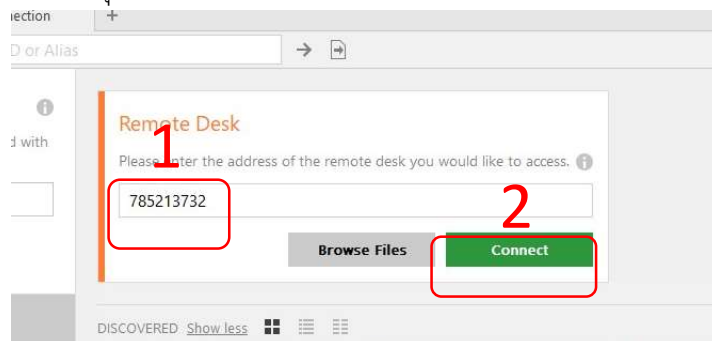 nection +
D or Alias
Remote Desk
1
d with
Please enter the address of the remote desk you would like to access.
785213732
2
Browse Files Connect
DISCOVERED Show less